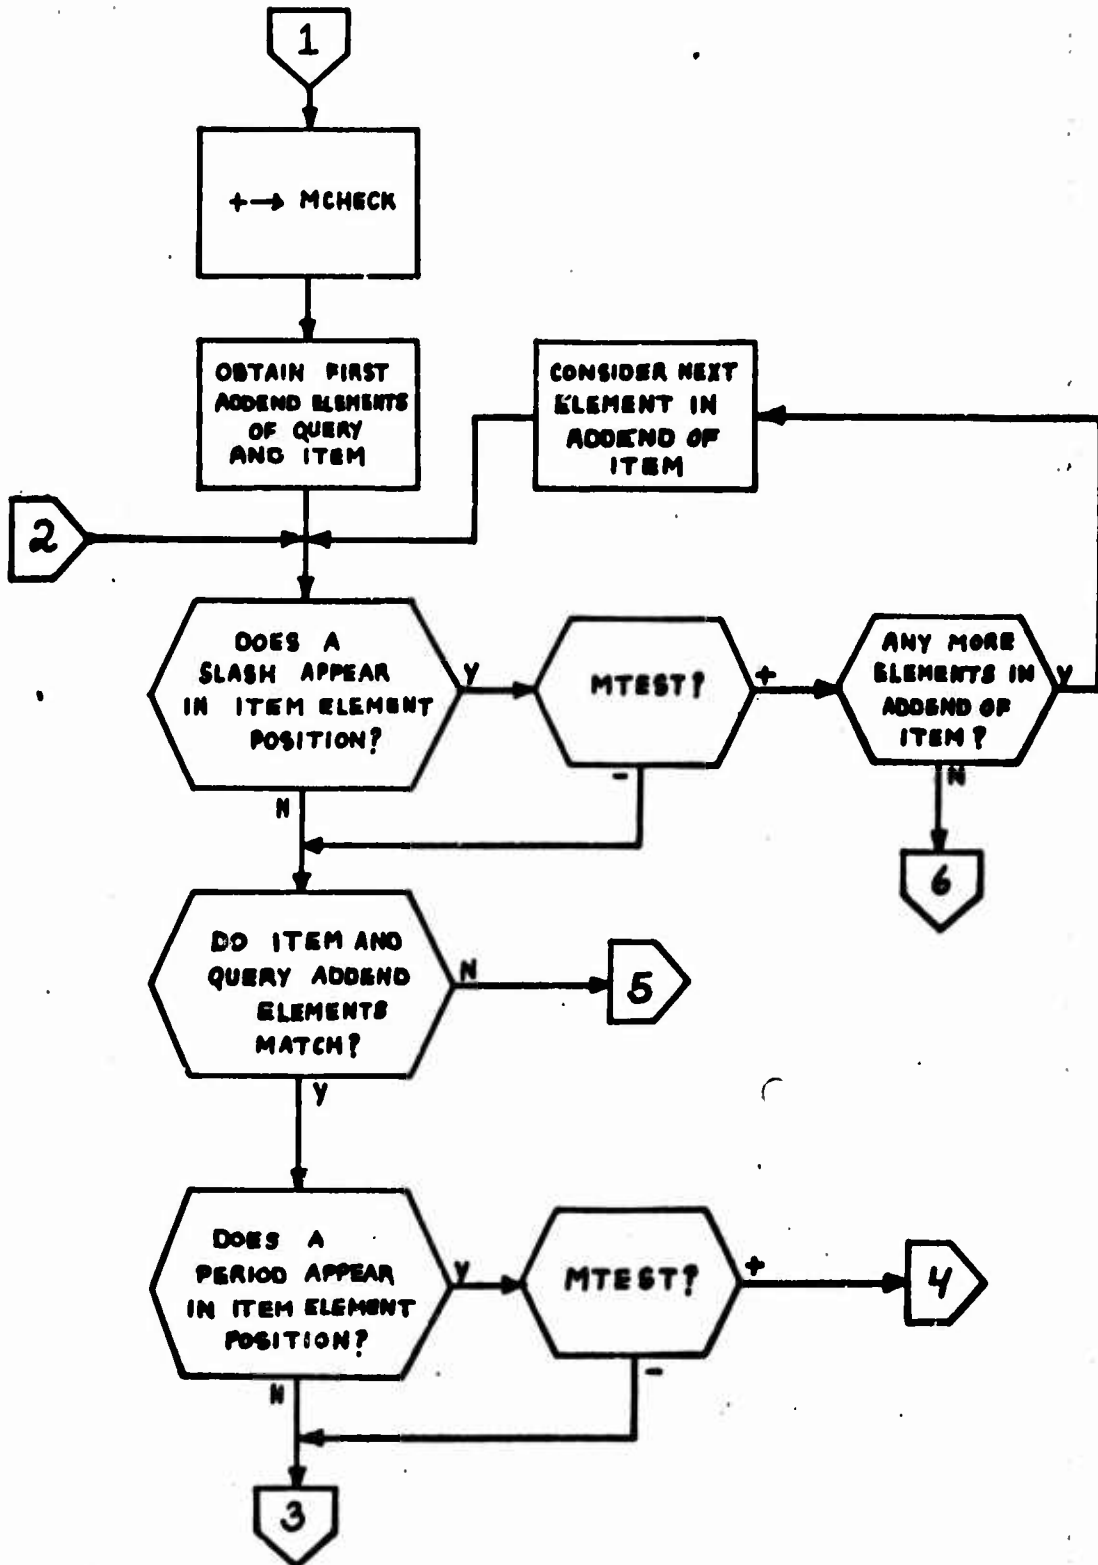 1
+→ MCHECK
OBTAIN FIRST
ADDEND ELEMENTS
OF QUERY
AND ITEM
CONSIDER NEXT
ELEMENT IN
ADDEND OF
ITEM
2
DOES A
SLASH APPEAR
IN ITEM ELEMENT
POSITION?
Y
MTEST?
+
ANY MORE
ELEMENTS IN
ADDEND OF
ITEM?
Y
N
-
N
6
DO ITEM AND
QUERY ADDEND
ELEMENTS
MATCH?
N
5
Y
DOES A
PERIOD APPEAR
IN ITEM ELEMENT
POSITION?
Y
MTEST?
+
4
N
-
3